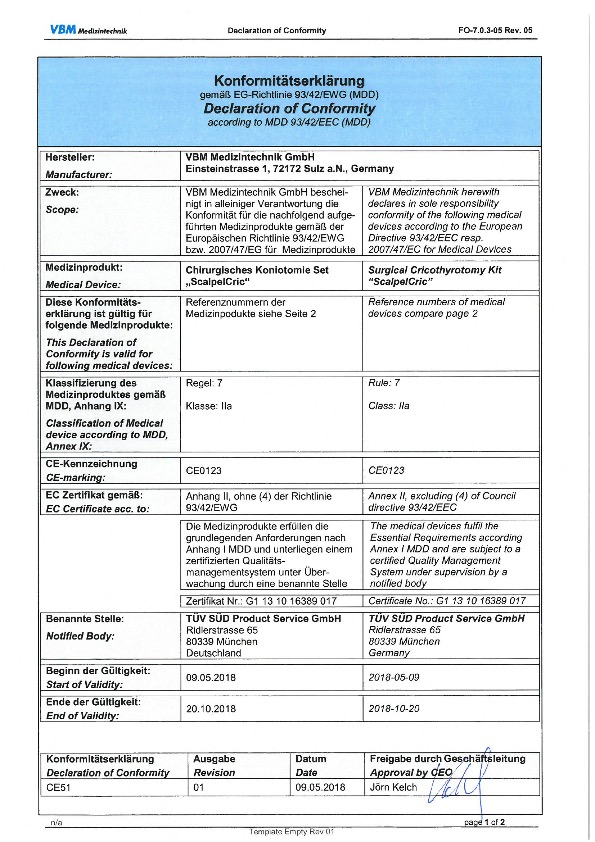 VBM Medizintechnik
Declaration of Conformity
FO-7.0.3-05 Rev. 05
Konformitätserklärung
gemäß EG-Richtlinie 93/42/EWG (MDD)
Declaration of Conformity
according to MDD 93/42/EEC (MDD)
Hersteller:
Manufacturer:
VBM Medizintechnik GmbH
Einsteinstrasse 1, 72172 Sulz a.N., Germany
Zweck:
Scope:
VBM Medizintechnik GmbH beschei-
nigt in alleiniger Verantwortung die
Konformität für die nachfolgend aufge-
führten Medizinprodukte gemäß der
Europäischen Richtlinie 93/42/EWG
bzw. 2007/47/EG für Medizinprodukte
VBM Medizintechnik herewith
declares in sole responsibility
conformity of the following medical
devices according to the European
Directive 93/42/EEC resp.
2007/47/EC for Medical Devices
Medizinprodukt:
Medical Device:
Chirurgisches Koniotomie Set
„ScalpelCric“
Surgical Cricothyrotomy Kit
“ScalpelCric”
Diese Konformitäts-
erklärung ist gültig für
folgende Medizinprodukte:
This Declaration of
Conformity is valid for
following medical devices:
Referenznummern der
Medizinpodukte siehe Seite 2
Reference numbers of medical
devices compare page 2
Klassifizierung des
Medizinproduktes gemäß
MDD, Anhang IX:
Classification of Medical
device according to MDD,
Annex IX:
Regel: 7
Klasse: IIa
Rule: 7
Class: IIa
CE-Kennzeichnung
CE-marking:
CE0123
CE0123
EC Zertifikat gemäß:
EC Certificate acc. to:
Anhang II, ohne (4) der Richtlinie
93/42/EWG
Annex II, excluding (4) of Council
directive 93/42/EEC
Die Medizinprodukte erfüllen die
grundlegenden Anforderungen nach
Anhang I MDD und unterliegen einem
zertifizierten Qualitäts-
managementsystem unter Über-
wachung durch eine benannte Stelle
The medical devices fulfil the
Essential Requirements according
Annex I MDD and are subject to a
certified Quality Management
System under supervision by a
notified body
Zertifikat Nr.: G1 13 10 16389 017
Certificate No.: G1 13 10 16389 017
Benannte Stelle:
Notified Body:
TÜV SÜD Product Service GmbH
Ridlerstrasse 65
80339 München
Deutschland
TÜV SÜD Product Service GmbH
Ridlerstrasse 65
80339 München
Germany
Beginn der Gültigkeit:
Start of Validity:
09.05.2018
2018-05-09
Ende der Gültigkeit:
End of Validity:
20.10.2018
2018-10-20
Konformitätserklärung
Declaration of Conformity
Ausgabe
Revision
Datum
Date
Freigabe durch Geschäftsleitung
Approval by CEO
CE51
01
09.05.2018
Jörn Kelch
n/a
page 1 of 2
Template Empty Rev 01